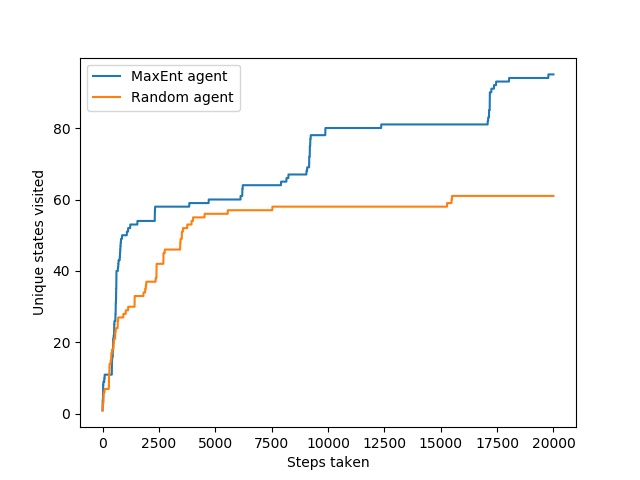 MaxEnt agent
Random agent
80
60
40
20
0
Unique states visited
0 2500 5000 7500 10000 12500 15000 17500 20000
Steps taken